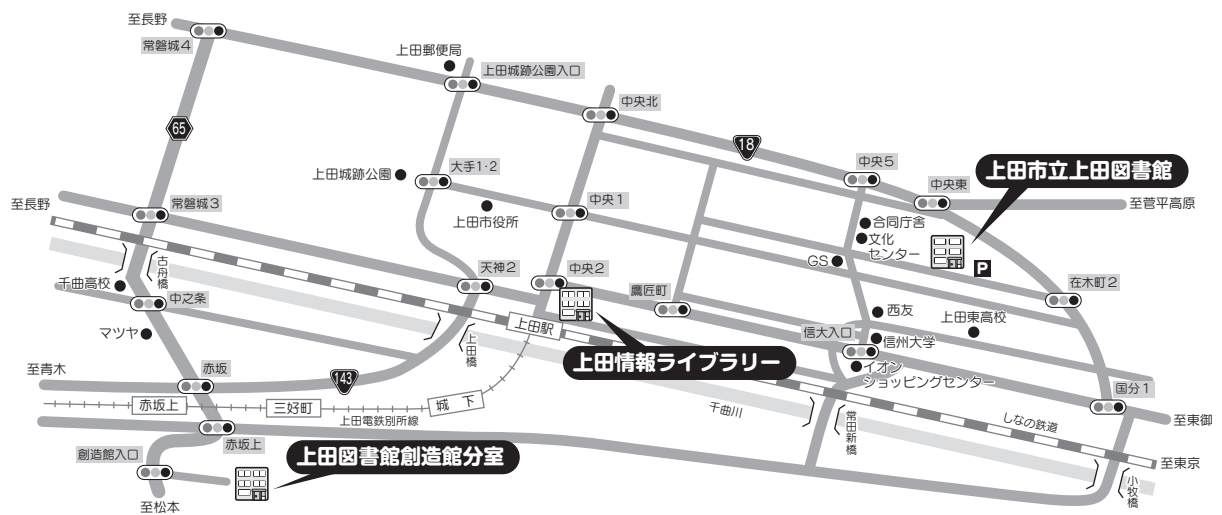 至長野
常磐城4
上田郵便局
上田城跡公園入口
中央北
65
18
中央5
上田市立上田図書館
上田城跡公園
大手1・2
中央東
至長野
常磐城3
上田市役所
中央1
至菅平高原
合同庁舎
文化
センター
GS
P
古舟橋
千曲高校
中之条
天神2
中央2
鷹匠町
在木町2
マツヤ
上田橋
上田駅
西友
上田東高校
信大入口
信州大学
上田情報ライブラリー
イオン
ショッピングセンター
至青木
赤坂
143
赤坂上
三好町
城下
上田電鉄別所線
千曲川
常田新橋
しなの鉄道
国分1
至東御
赤坂上
創造館入口
上田図書館創造館分室
至東京
小牧橋
至松本